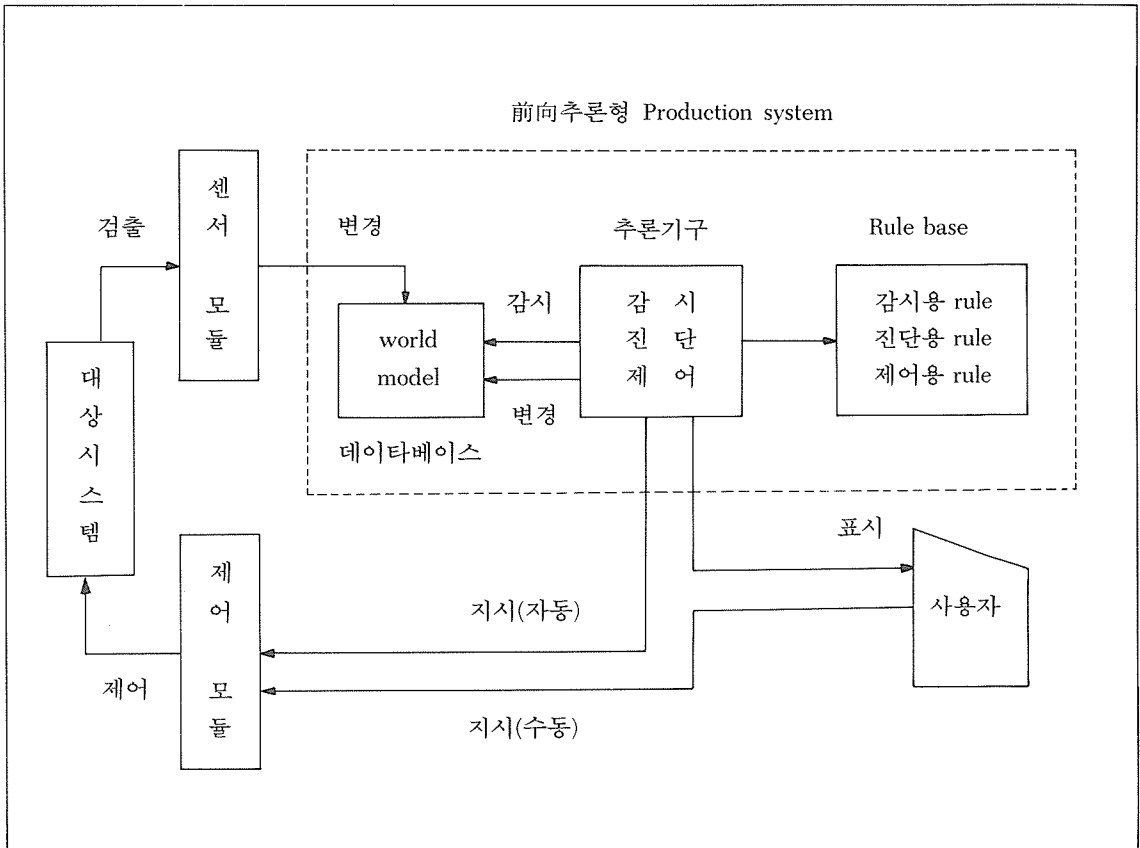 前向추론형 Production system
센서 모듈
검출
변경
추론기구
Rule base
감시
world
model
감 시
진 단
제 어
감시용 rule
진단용 rule
제어용 rule
변경
데이타베이스
대상시스템
표시
사용자
제어 모듈
지시(자동)
제어
지시(수동)